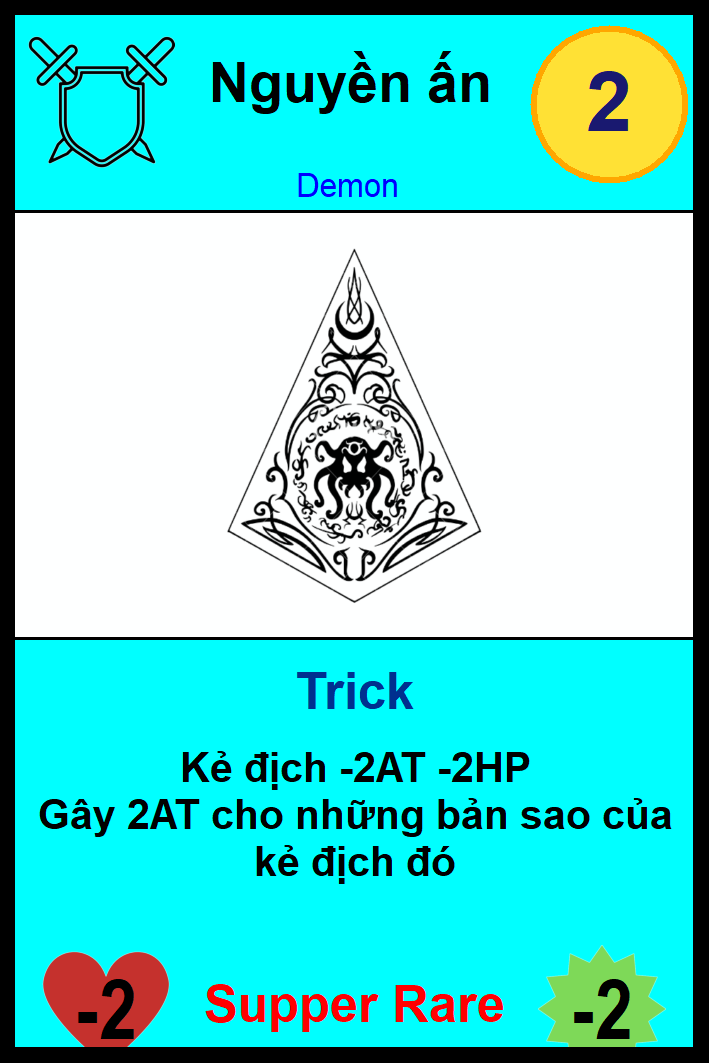 Nguyền ấn
2
Demon
Trick
Kẻ địch -2AT -2HP
Gây 2AT cho những bản sao của
kẻ địch đó
-2
Supper Rare
-2